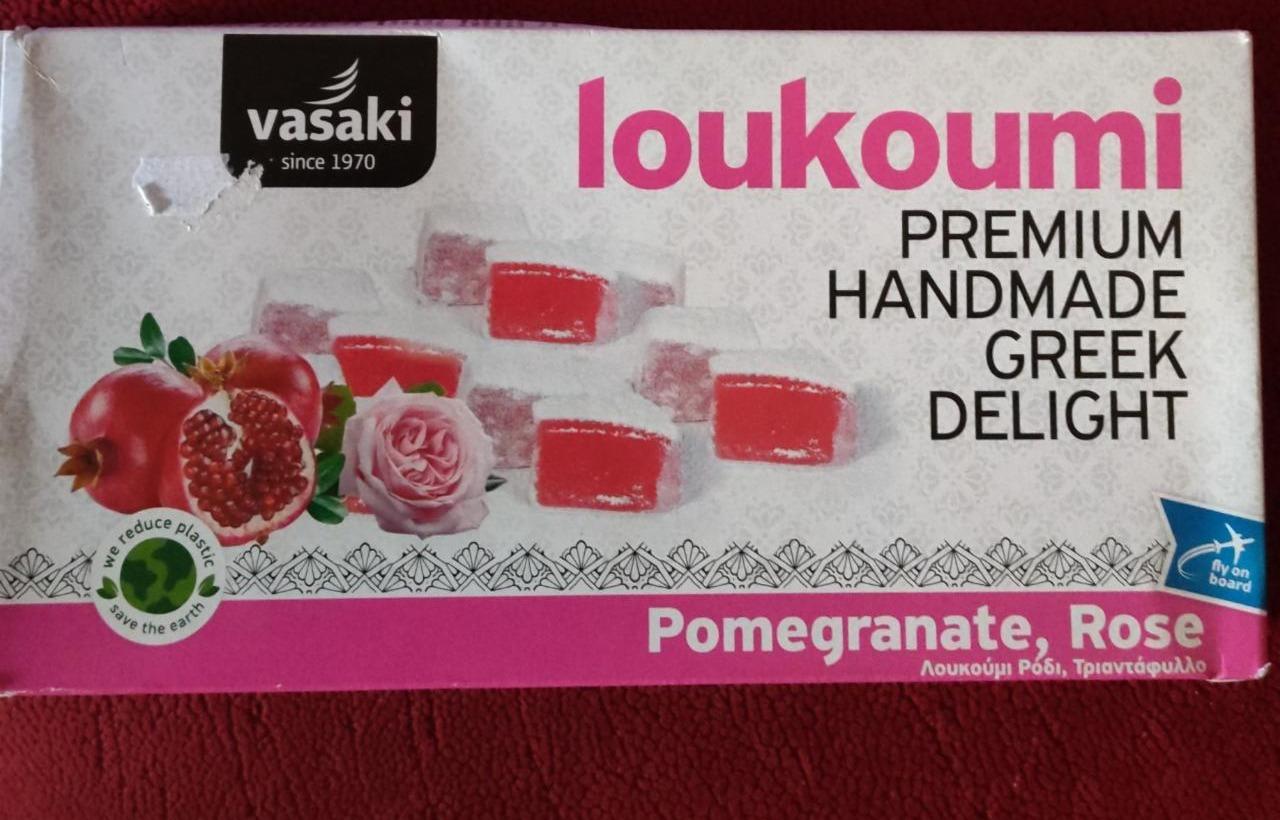 vasaki
since 1970
loukoumi
PREMIUM
HANDMADE
GREEK
DELIGHT
we reduce plastic
save the earth
fly on
board
Pomegranate, Rose
Λουκούμι Ρόδι, Τριαντάφυλλο